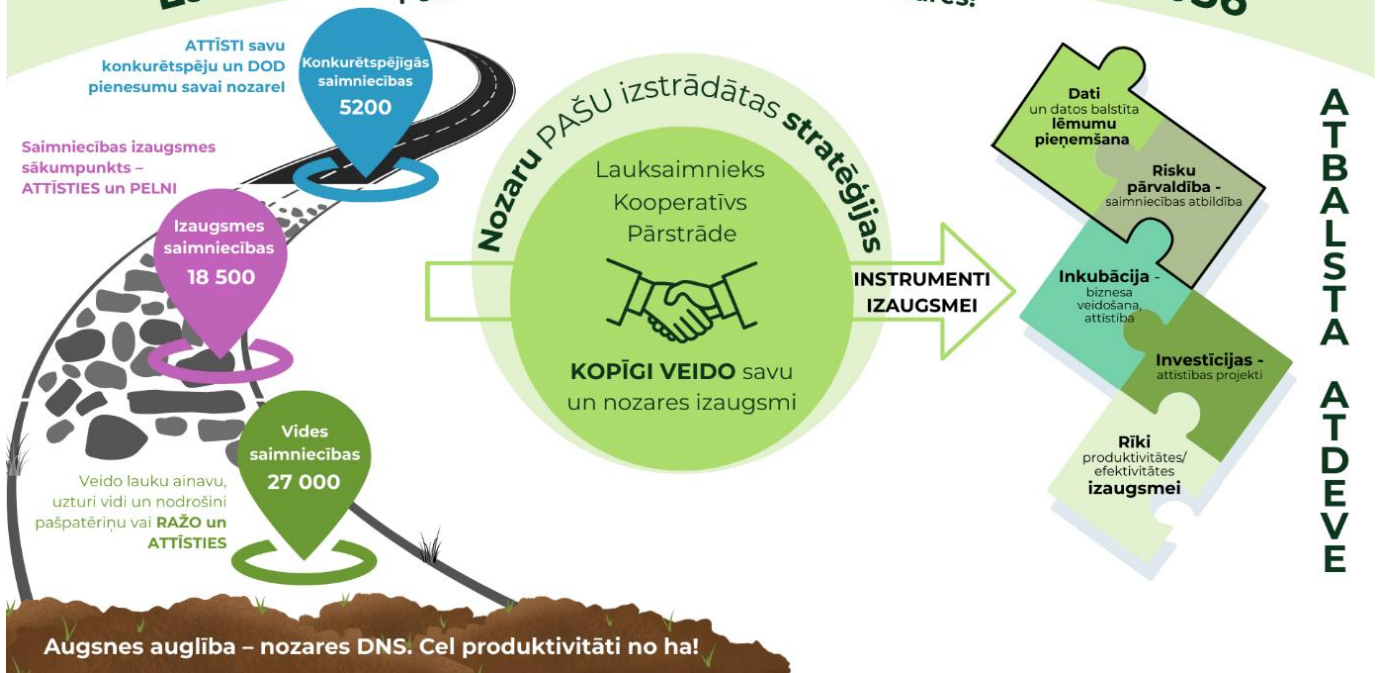 ATTĪSTI savu
konkurētspēju un DOD
pienesumu savai nozarei
Konkurētspējīgās
saimniecības
5200
Saimniecības izaugsmes
sākumpunkts –
ATTĪSTIES un PELNI
Izaugsmes
saimniecības
18 500
Vides
saimniecības
27 000
Veido lauku ainavu,
uzturi vidi un nodrošini
pašpatēriņu vai RAŽO un
ATTĪSTIES
Augsnes auglība – nozares DNS. Cel produktivitāti no ha!
Nozaru PAŠU izstrādātas stratēģijas
Lauksaimnieks
Kooperatīvs
Pārstrāde
KOPĪGI VEIDO savu
un nozares izaugsmi
INSTRUMENTI
IZAUGSMEI
Dati
un datos balstīta
lēmumu
pieņemšana
Risku
pārvaldība -
saimniecības atbildība
Inkubācija -
biznesa
veidošana,
attīstība
Investīcijas -
attīstības projekti
Rīki
produktivitātes/
efektivitātes
izaugsmei
ATBALSTA ATDEVE